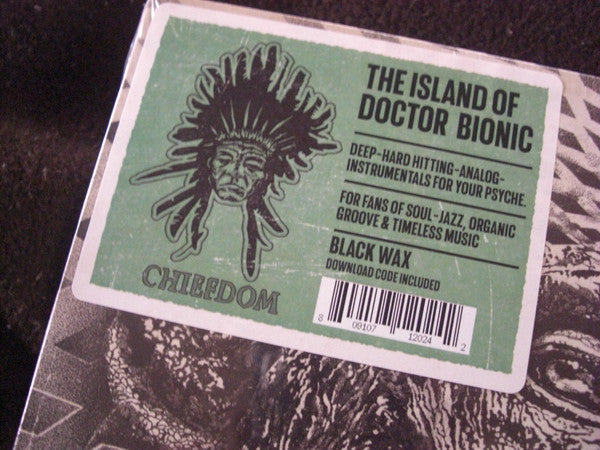 THE ISLAND OF
DOCTOR BIONIC
DEEP-HARD HITTING-ANALOG-
INSTRUMENTALS FOR YOUR PSYCHE.
FOR FANS OF SOUL-JAZZ, ORGANIC
GROOVE & TIMELESS MUSIC
BLACK WAX
DOWNLOAD CODE INCLUDED
CHIEFDOM
8 09107 12024 2